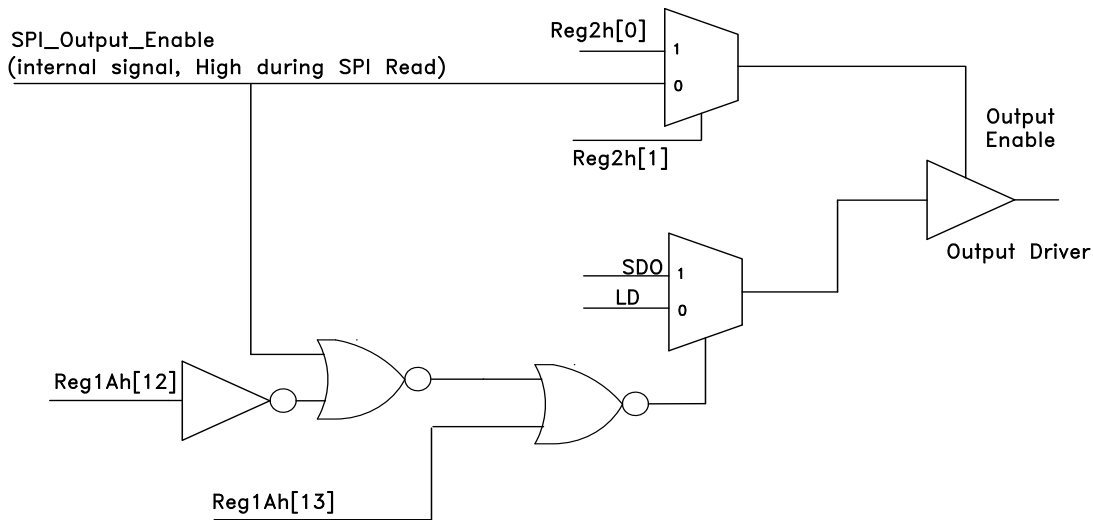 Reg2h[0]
SPI_Output_Enable
(internal signal, High during SPI Read)
1
0
Reg2h[1]
Output
Enable
Output Driver
SDO
1
LD
0
Reg1Ah[12]
Reg1Ah[13]